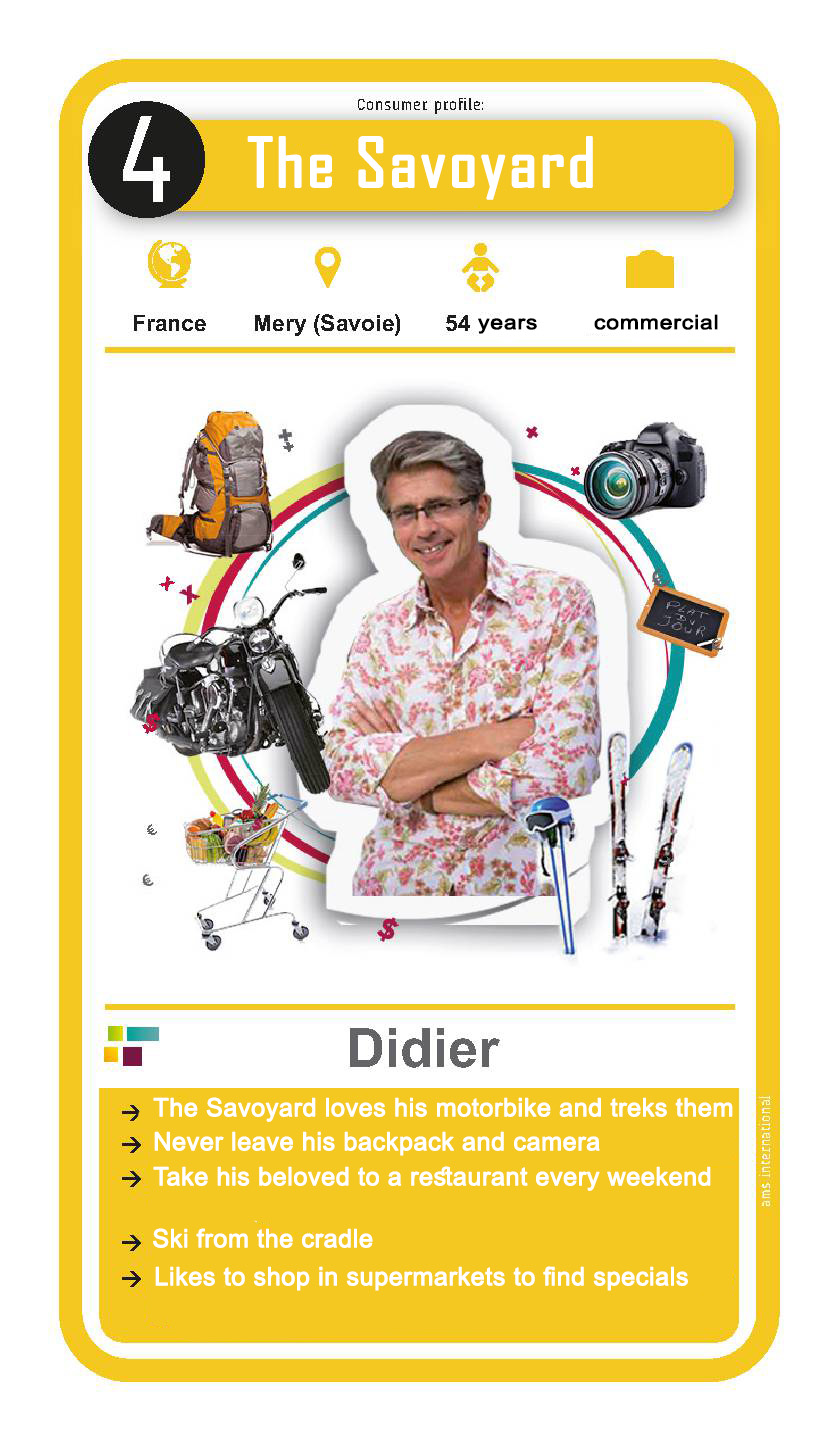 Consumer profile:
4
The Savoyard
France
Mery (Savoie)
54 years
commercial
PLAT
DU
JOUR
Didier
→ The Savoyard loves his motorbike and treks them
→ Never leave his backpack and camera
→ Take his beloved to a restaurant every weekend
→ Ski from the cradle
→ Likes to shop in supermarkets to find specials
ams international